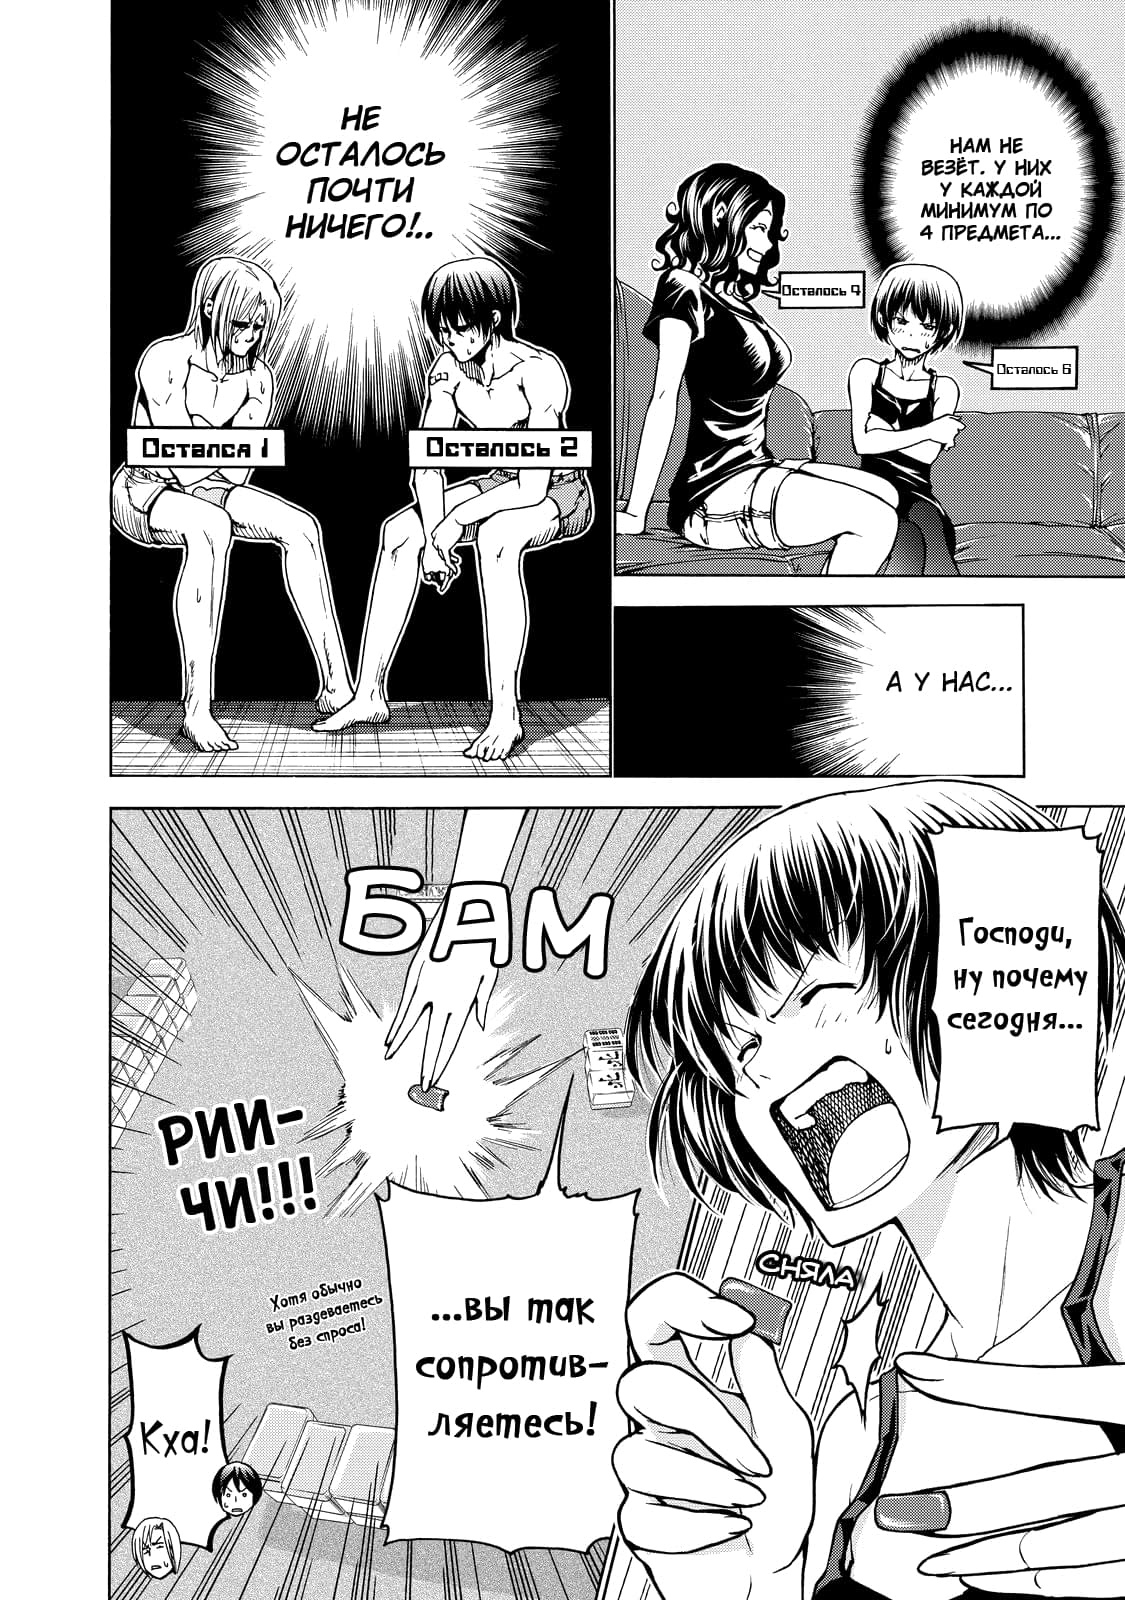 НАМ НЕ
ВЕЗЁТ. У НИХ
У КАЖДОЙ
МИНИМУМ ПО
4 ПРЕДМЕТА...
Осталось 4
Осталось 6
А У НАС...
НЕ
ОСТАЛОСЬ
ПОЧТИ
НИЧЕГО!..
Остался 1
Осталось 2
Господи,
ну почему
сегодня...
БАМ
РИИ-
ЧИ!!!
СНЯЛА
...вы так
сопротив-
ляетесь!
Хотя обычно
вы раздеваетесь
без спроса!
Кха!